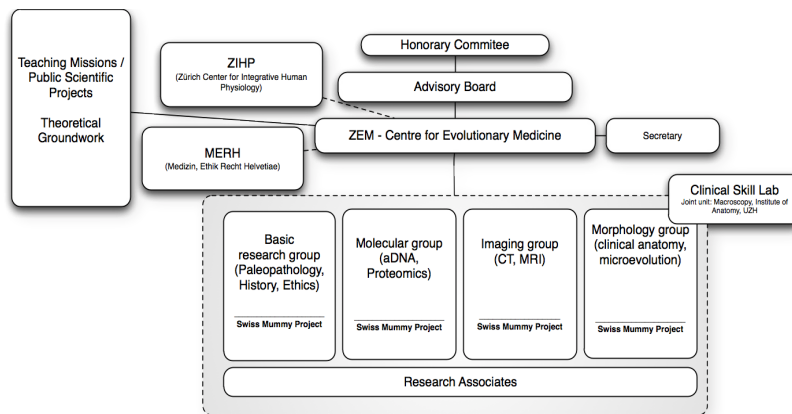 Teaching Missions /
Public Scientific
Projects
Theoretical
Groundwork
ZIHP
(Zürich Center for Integrative Human
Physiology)
MERH
(Medizin, Ethik Recht Helvetiae)
Honorary Commitee
Advisory Board
ZEM - Centre for Evolutionary Medicine
Secretary
Clinical Skill Lab
Joint unit: Macroscopy, Institute of
Anatomy, UZH
Basic
research group
(Paleopathology,
History, Ethics)
Swiss Mummy Project
Molecular group
(aDNA,
Proteomics)
Swiss Mummy Project
Imaging group
(CT, MRI)
Swiss Mummy Project
Morphology group
(clinical anatomy,
microevolution)
Swiss Mummy Project
Research Associates